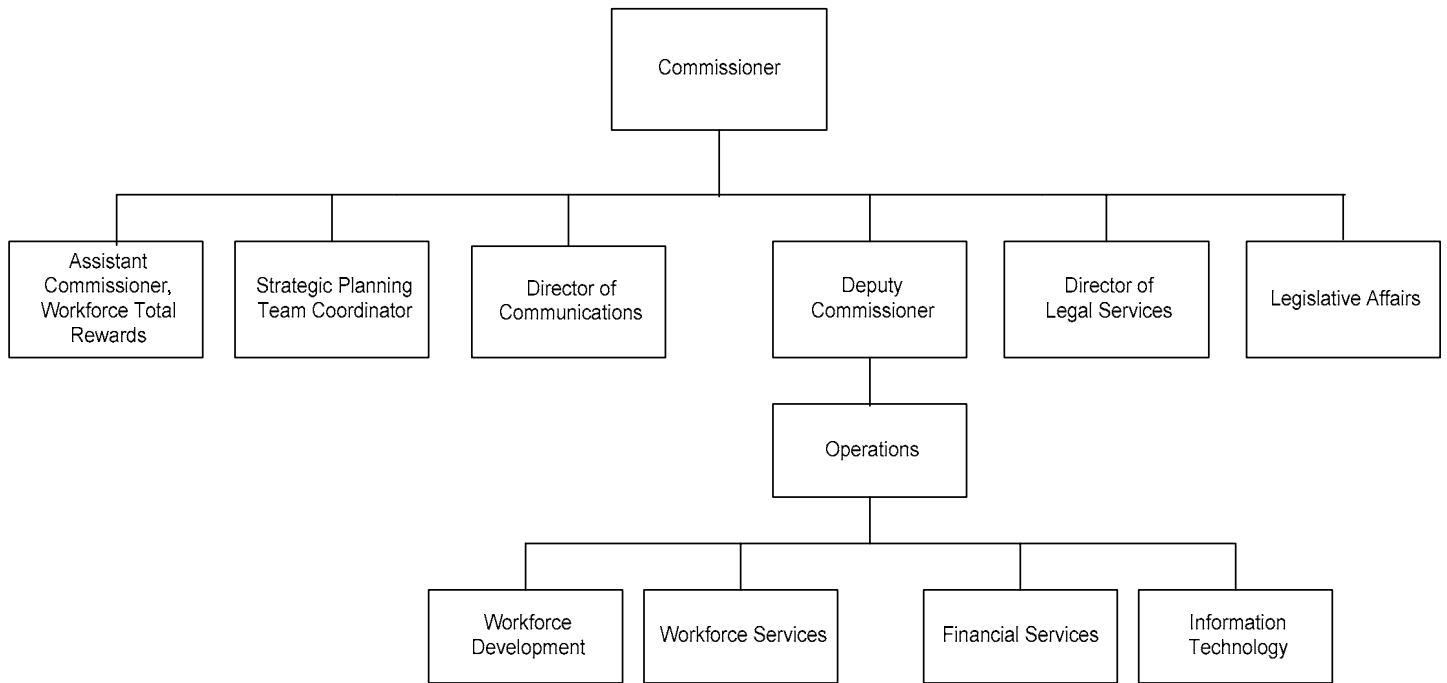 Commissioner
Assistant
Commissioner,
Workforce Total
Rewards
Strategic Planning
Team Coordinator
Director of
Communications
Deputy
Commissioner
Director of
Legal Services
Legislative Affairs
Operations
Workforce
Development
Workforce Services
Financial Services
Information
Technology